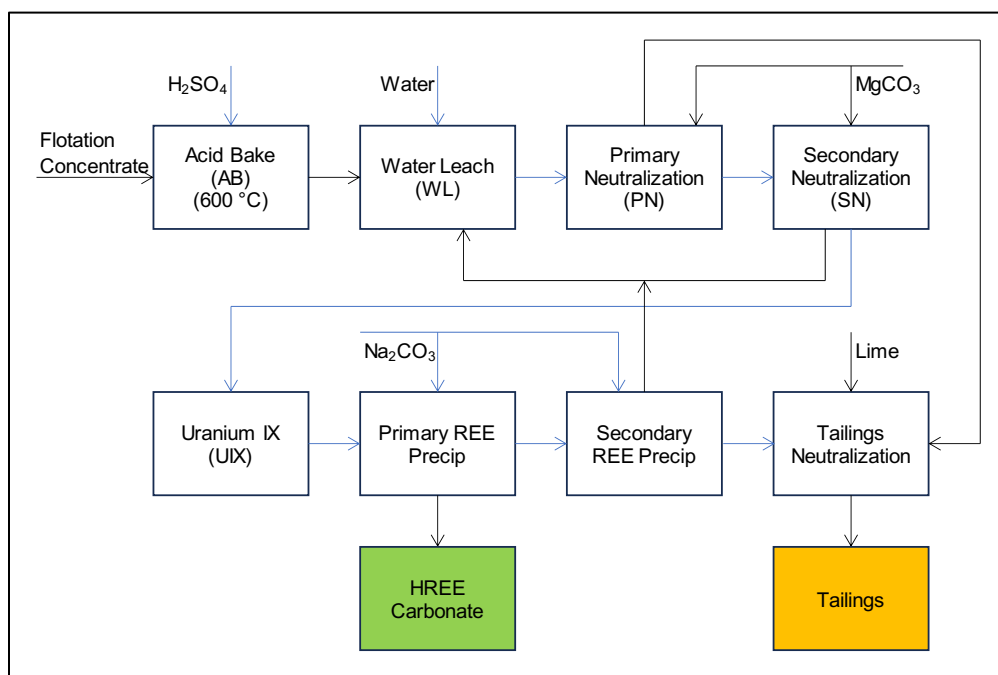 H₂SO₄
Water
MgCO₃
Flotation
Concentrate
Acid Bake
(AB)
(600 °C)
Water Leach
(WL)
Primary
Neutralization
(PN)
Secondary
Neutralization
(SN)
Na₂CO₃
Lime
Uranium IX
(UIX)
Primary REE
Precip
Secondary
REE Precip
Tailings
Neutralization
HREE
Carbonate
Tailings